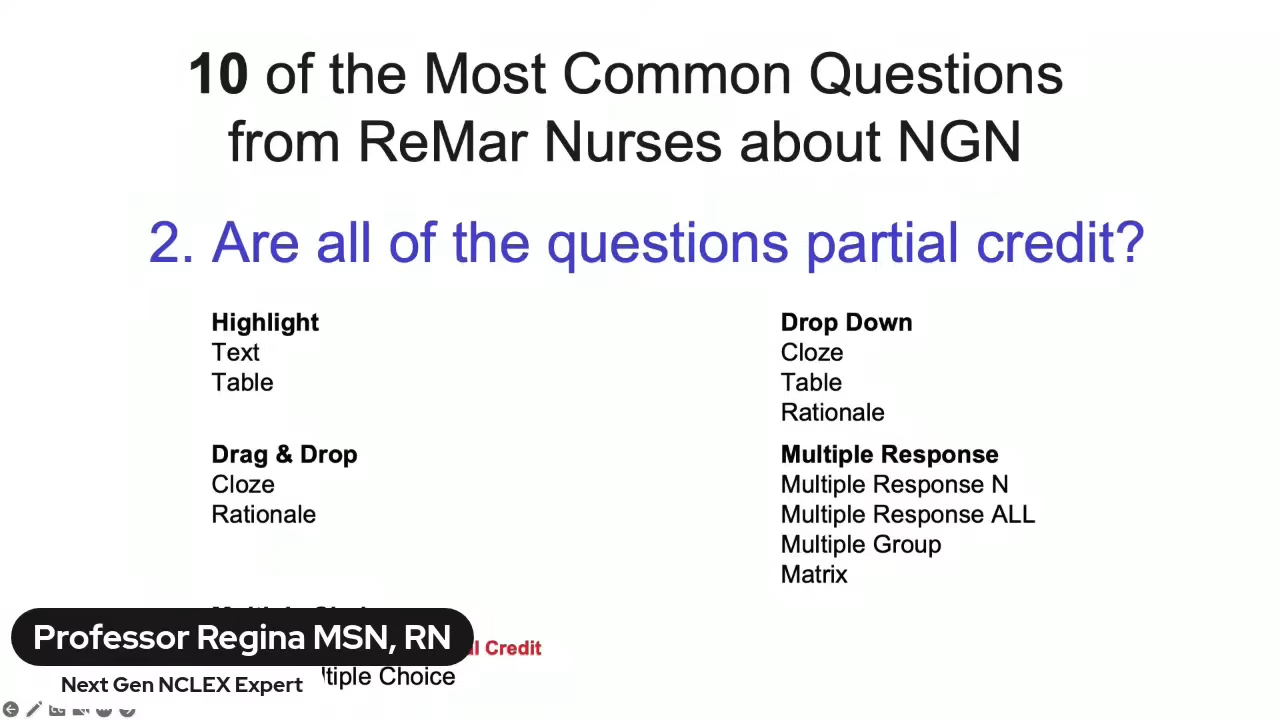 10 of the Most Common Questions
from ReMar Nurses about NGN
2. Are all of the questions partial credit?
Highlight
Text
Table
Drag & Drop
Cloze
Rationale
Drop Down
Cloze
Table
Rationale
Multiple Response
Multiple Response N
Multiple Response ALL
Multiple Group
Matrix
Professor Regina MSN, RN
Credit
Choice
Next Gen NCLEX Expert